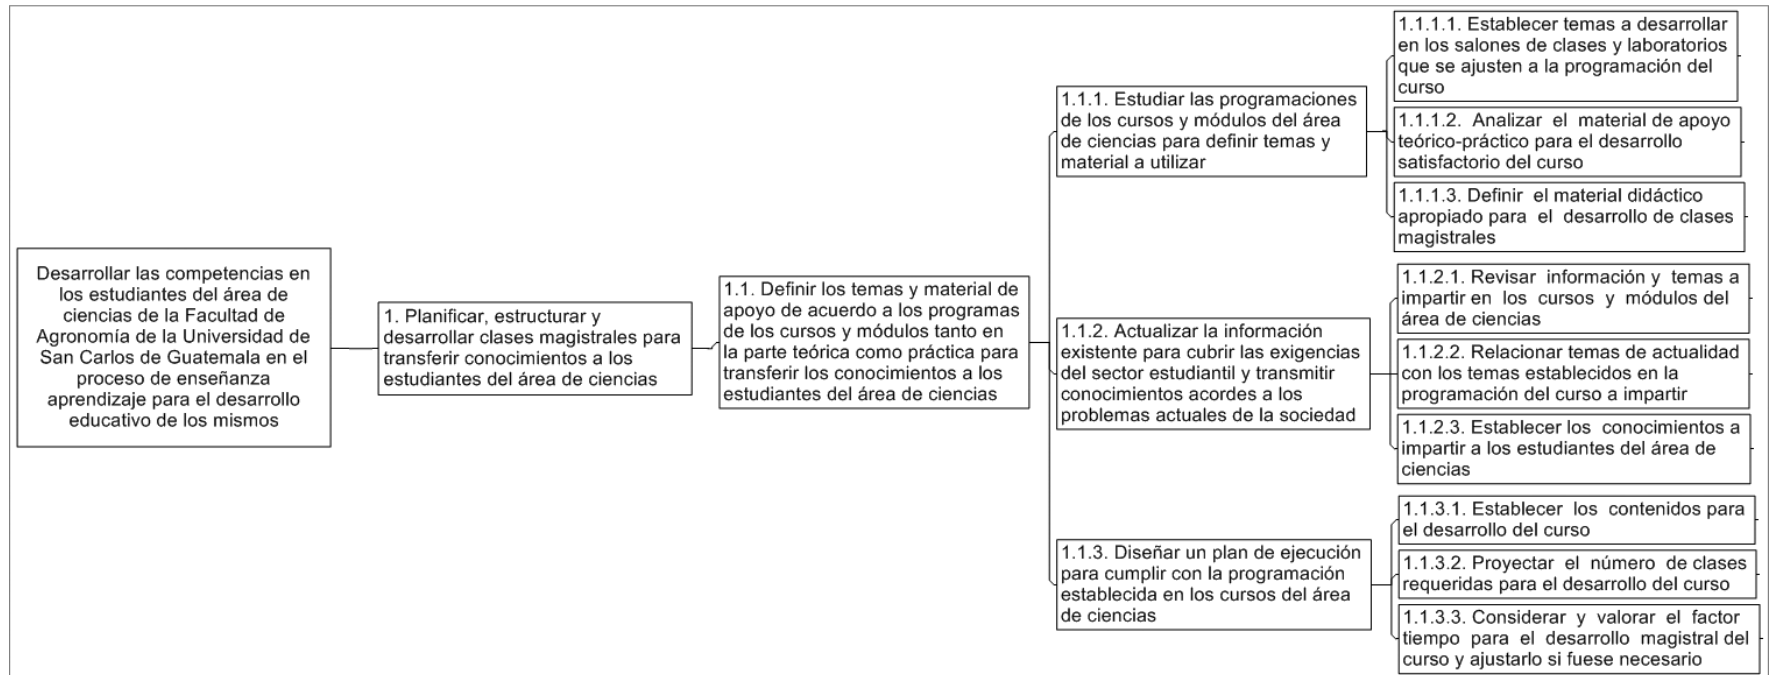 Desarrollar las competencias en
los estudiantes del área de
ciencias de la Facultad de
Agronomía de la Universidad de
San Carlos de Guatemala en el
proceso de enseñanza
aprendizaje para el desarrollo
educativo de los mismos
1. Planificar, estructurar y
desarrollar clases magistrales para
transferir conocimientos a los
estudiantes del área de ciencias
1.1. Definir los temas y material de
apoyo de acuerdo a los programas
de los cursos y módulos tanto en
la parte teórica como práctica para
transferir los conocimientos a los
estudiantes del área de ciencias
1.1.1. Estudiar las programaciones
de los cursos y módulos del área
de ciencias para definir temas y
material a utilizar
1.1.1.1. Establecer temas a desarrollar
en los salones de clases y laboratorios
que se ajusten a la programación del
curso
1.1.1.2. Analizar el material de apoyo
teórico-práctico para el desarrollo
satisfactorio del curso
1.1.1.3. Definir el material didáctico
apropiado para el desarrollo de clases
magistrales
1.1.2. Actualizar la información
existente para cubrir las exigencias
del sector estudiantil y transmitir
conocimientos acordes a los
problemas actuales de la sociedad
1.1.2.1. Revisar información y temas a
impartir en los cursos y módulos del
área de ciencias
1.1.2.2. Relacionar temas de actualidad
con los temas establecidos en la
programación del curso a impartir
1.1.2.3. Establecer los conocimientos a
impartir a los estudiantes del área de
ciencias
1.1.3. Diseñar un plan de ejecución
para cumplir con la programación
establecida en los cursos del área
de ciencias
1.1.3.1. Establecer los contenidos para
el desarrollo del curso
1.1.3.2. Proyectar el número de clases
requeridas para el desarrollo del curso
1.1.3.3. Considerar y valorar el factor
tiempo para el desarrollo magistral del
curso y ajustarlo si fuese necesario